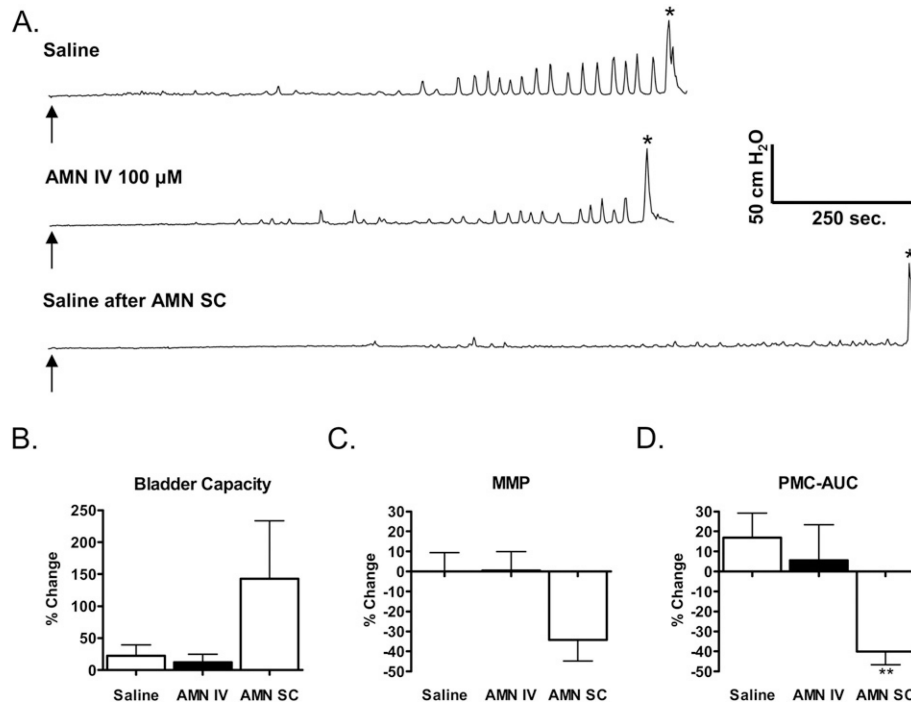 A.
Saline
*
AMN IV 100 µM
*
50 cm H₂O
250 sec.
Saline after AMN SC
*
B.
C.
D.
Bladder Capacity
% Change
250
200
150
100
50
0
Saline AMN IV AMN SC
MMP
% Change
30
20
10
0
-10
-20
-30
-40
-50
Saline AMN IV AMN SC
PMC-AUC
% Change
30
20
10
0
-10
-20
-30
-40
-50
**
Saline AMN IV AMN SC